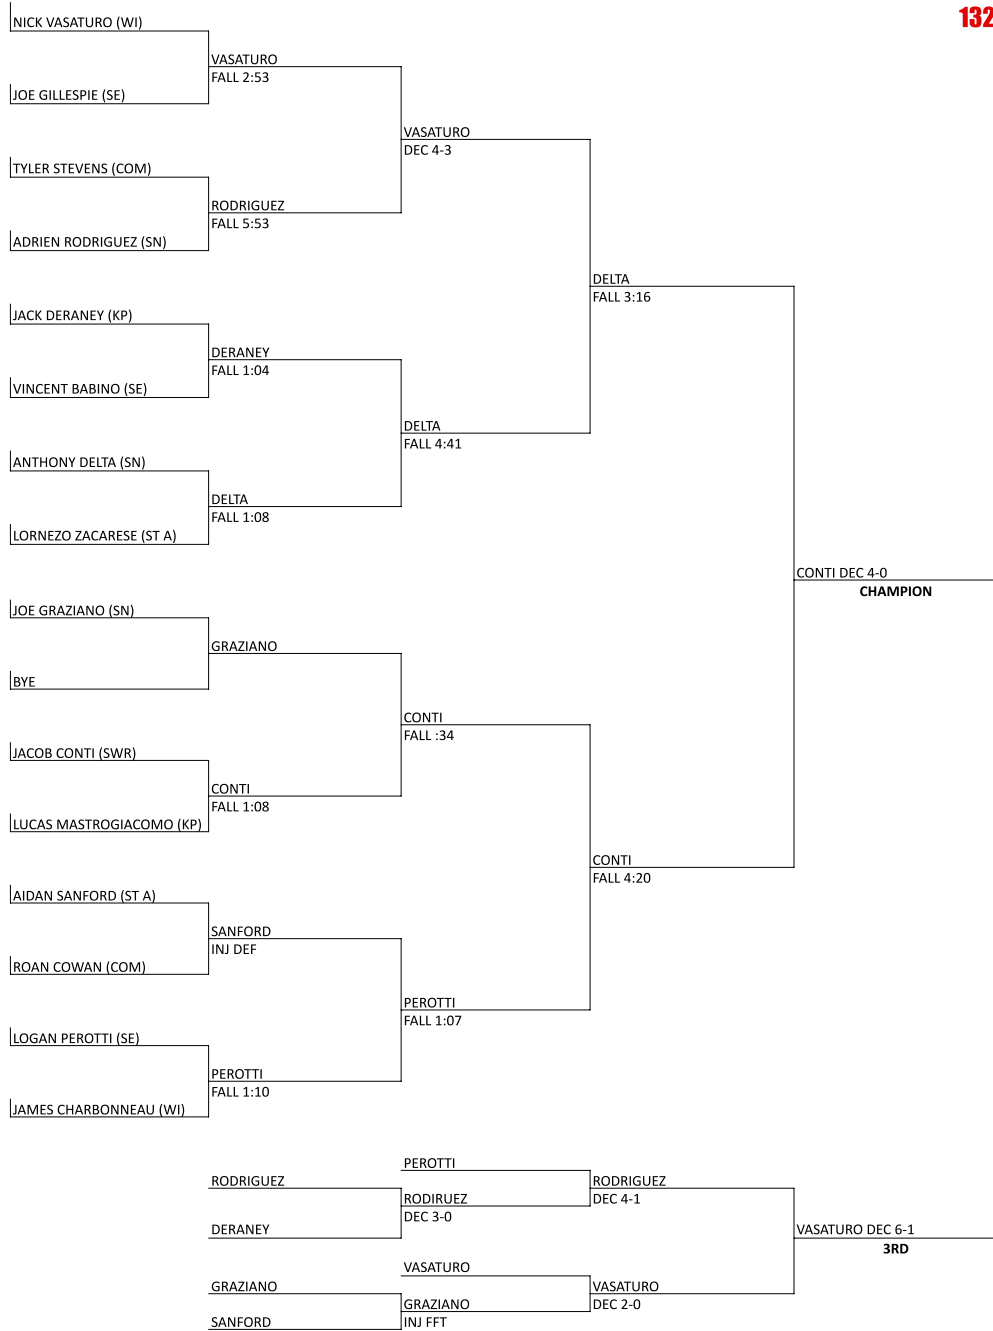 132
NICK VASATURO (WI)
VASATURO
FALL 2:53
JOE GILLESPIE (SE)
VASATURO
DEC 4-3
TYLER STEVENS (COM)
RODRIGUEZ
FALL 5:53
ADRIEN RODRIGUEZ (SN)
DELTA
FALL 3:16
JACK DERANEY (KP)
DERANEY
FALL 1:04
VINCENT BABINO (SE)
DELTA
FALL 4:41
ANTHONY DELTA (SN)
DELTA
FALL 1:08
LORNEZO ZACARESE (ST A)
CONTI DEC 4-0
CHAMPION
JOE GRAZIANO (SN)
GRAZIANO
BYE
CONTI
FALL :34
JACOB CONTI (SWR)
CONTI
FALL 1:08
LUCAS MASTROGIACOMO (KP)
CONTI
FALL 4:20
AIDAN SANFORD (ST A)
SANFORD
INJ DEF
ROAN COWAN (COM)
PEROTTI
FALL 1:07
LOGAN PEROTTI (SE)
PEROTTI
FALL 1:10
JAMES CHARBONNEAU (WI)
PEROTTI
RODRIGUEZ
RODRIGUEZ
RODIRUEZ
DEC 4-1
DEC 3-0
DERANEY
VASATURO DEC 6-1
3RD
VASATURO
GRAZIANO
VASATURO
GRAZIANO
DEC 2-0
SANFORD
INJ FFT